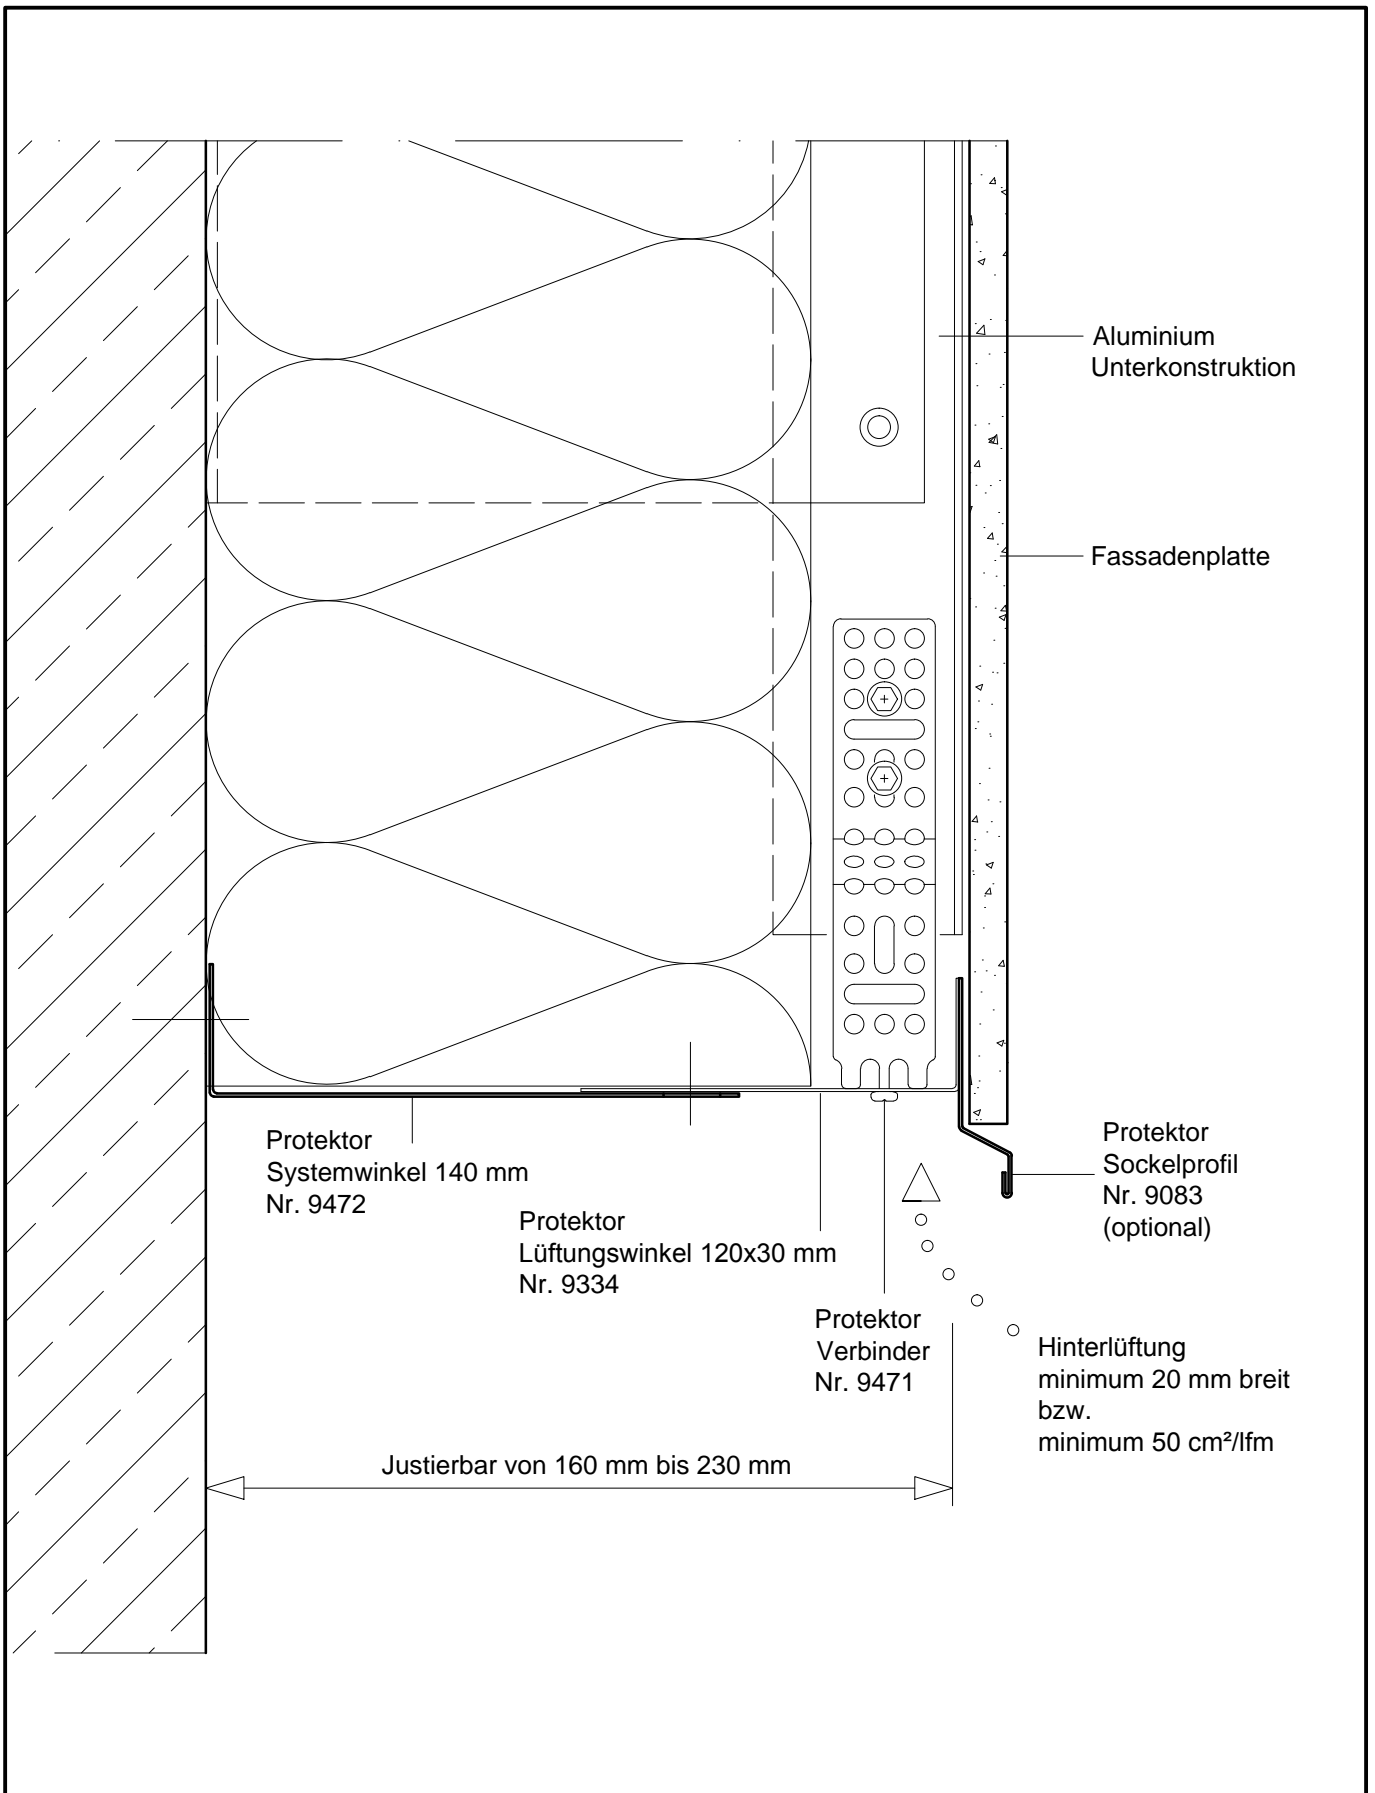 Aluminium
Unterkonstruktion
Fassadenplatte
Protektor
Systemwinkel 140 mm
Nr. 9472
Protektor
Lüftungswinkel 120x30 mm
Nr. 9334
Protektor
Verbinder
Nr. 9471
Protektor
Sockelprofil
Nr. 9083
(optional)
Hinterlüftung
minimum 20 mm breit
bzw.
minimum 50 cm²/lfm
Justierbar von 160 mm bis 230 mm